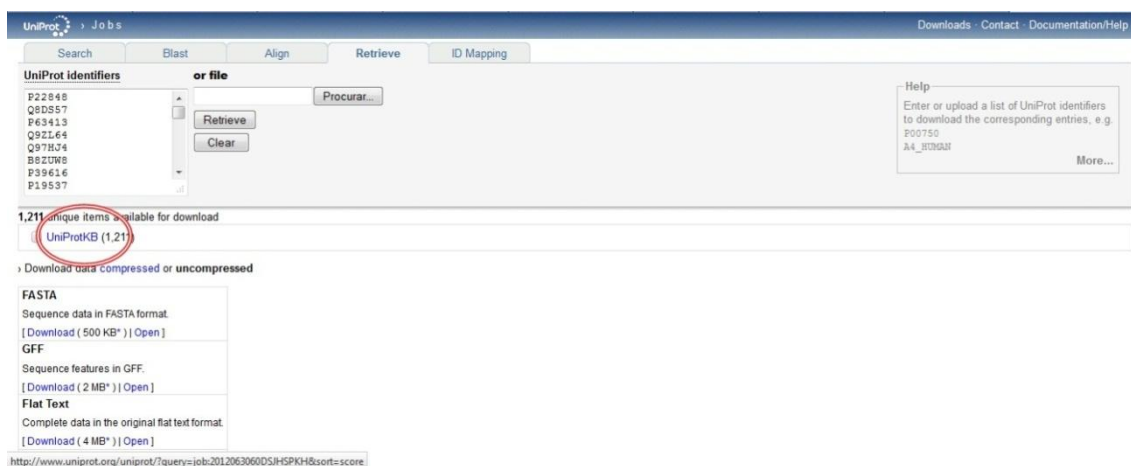 UniProt › Jobs
Downloads · Contact · Documentation/Help
Search Blast Align Retrieve ID Mapping
UniProt identifiers
P22848
Q8DS57
P63413
Q9ZL64
Q97HJ4
B8ZUW8
P39616
P19537
or file
Procurar...
Retrieve
Clear
Help
Enter or upload a list of UniProt identifiers
to download the corresponding entries, e.g.
P00750
A4_HUMAN
More...
1,211 unique items available for download
UniProtKB (1,211)
› Download data compressed or uncompressed
FASTA
Sequence data in FASTA format.
[ Download ( 500 KB* ) | Open ]
GFF
Sequence features in GFF.
[ Download ( 2 MB* ) | Open ]
Flat Text
Complete data in the original flat text format.
[ Download ( 4 MB* ) | Open ]
http://www.uniprot.org/uniprot/?query=job:2012063060DSJHSPKH&sort=score